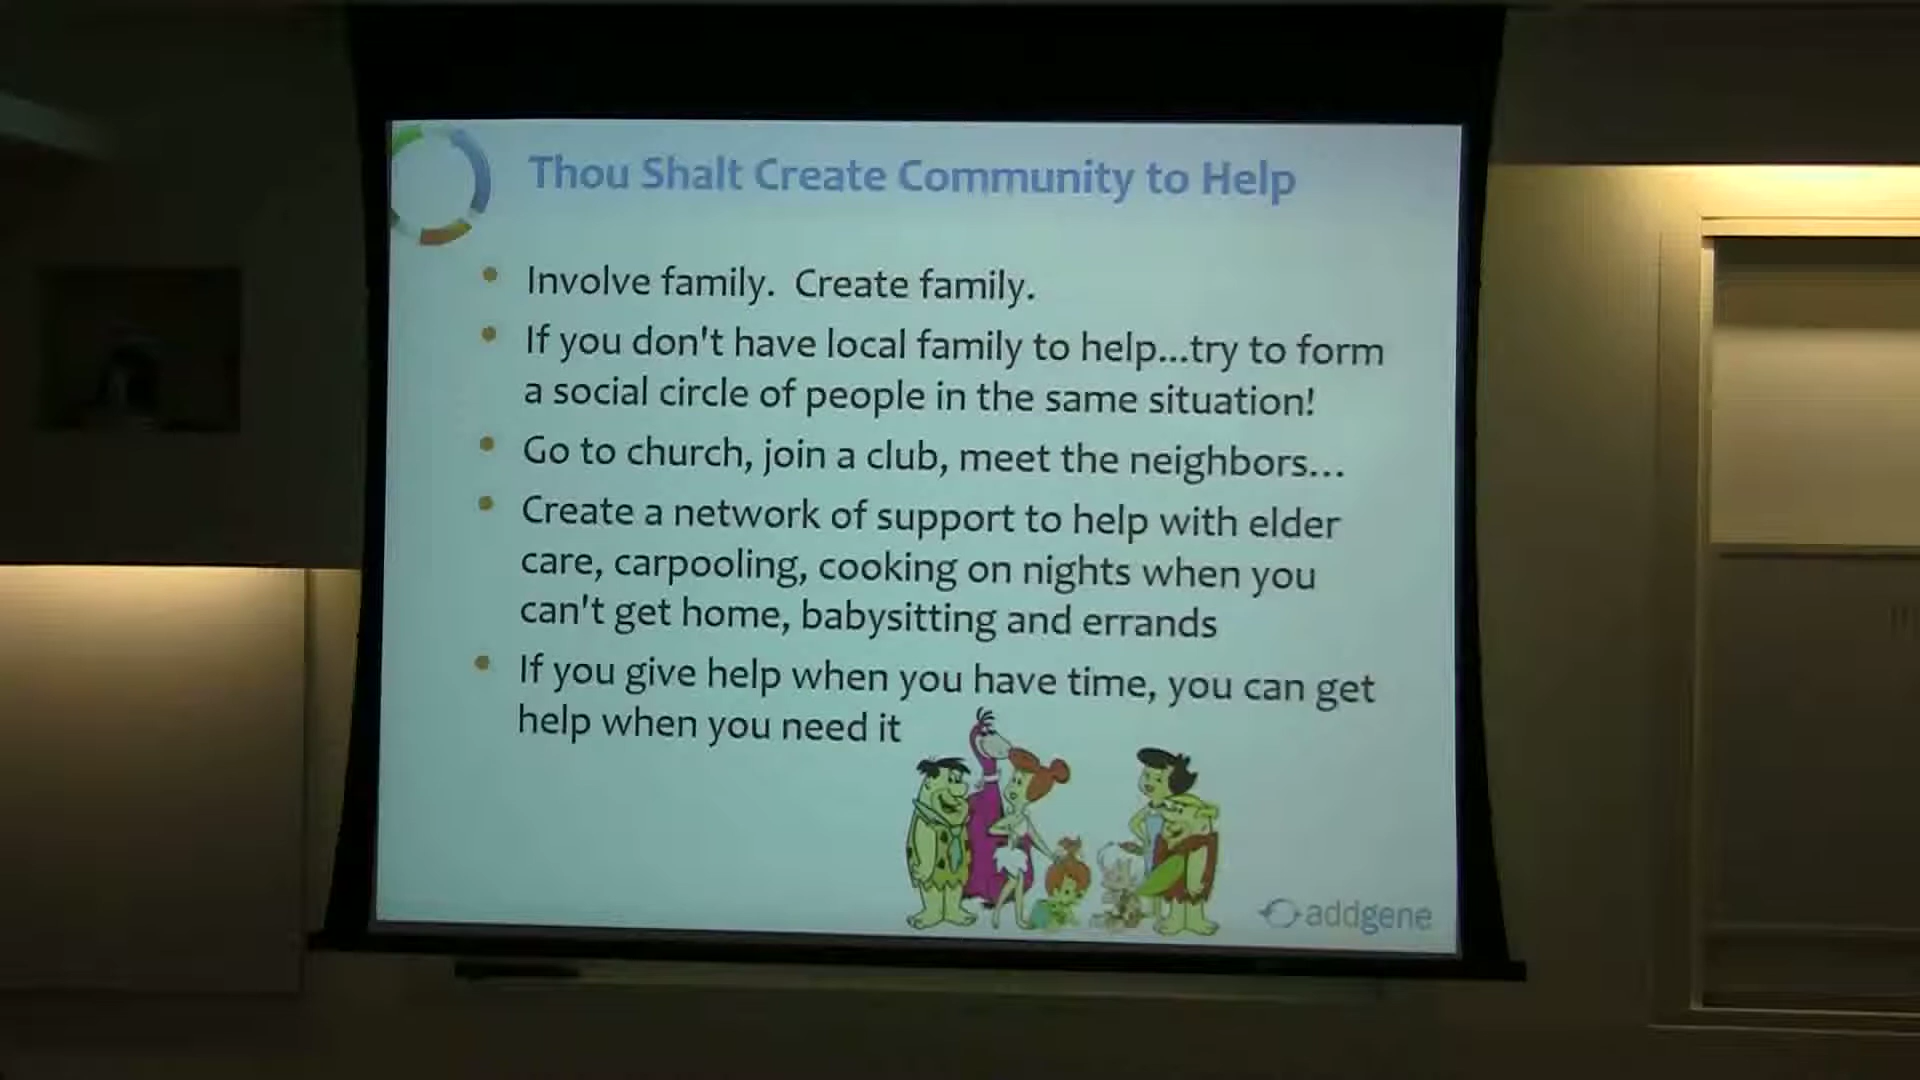 Thou Shalt Create Community to Help
• Involve family.  Create family.
• If you don't have local family to help...try to form
a social circle of people in the same situation!
• Go to church, join a club, meet the neighbors...
• Create a network of support to help with elder
care, carpooling, cooking on nights when you
can't get home, babysitting and errands
• If you give help when you have time, you can get
help when you need it
addgene